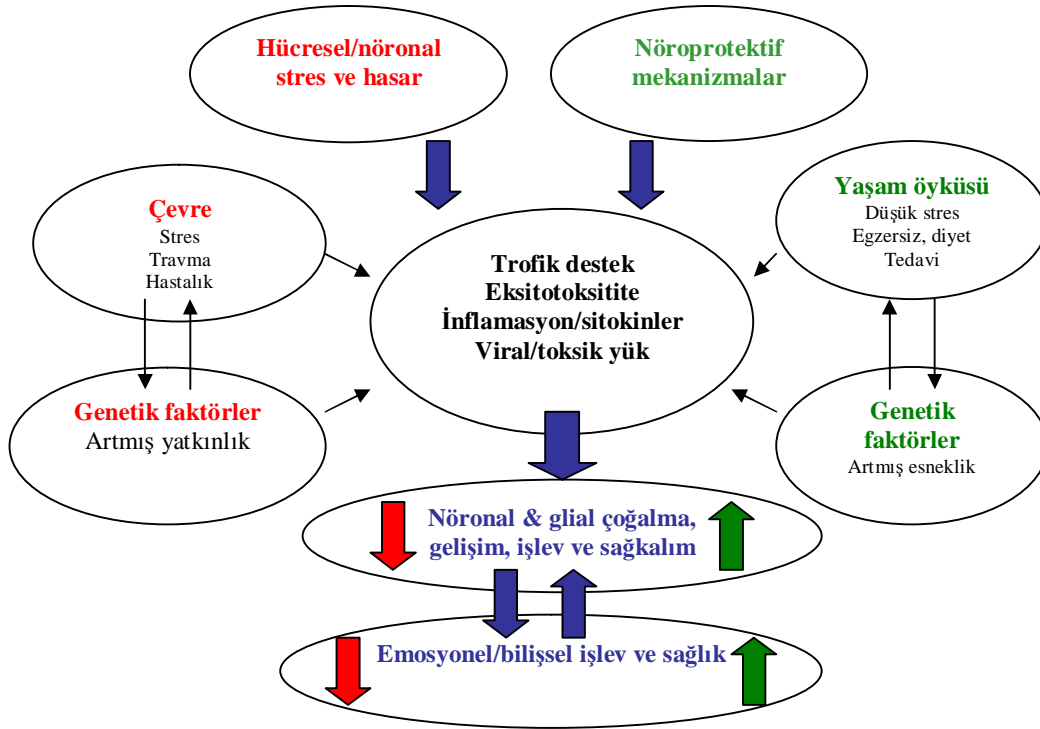 Hücresel/nöronal
stres ve hasar
Nöroprotektif
mekanizmalar
Çevre
Stres
Travma
Hastalık
Yaşam öyküsü
Düşük stres
Egzersiz, diyet
Tedavi
Trofik destek
Eksitotoksitite
İnflamasyon/sitokinler
Viral/toksik yük
Genetik faktörler
Artmış yatkınlık
Genetik
faktörler
Artmış esneklik
Nöronal & glial çoğalma,
gelişim, işlev ve sağkalım
Emosyonel/bilişsel işlev ve sağlık